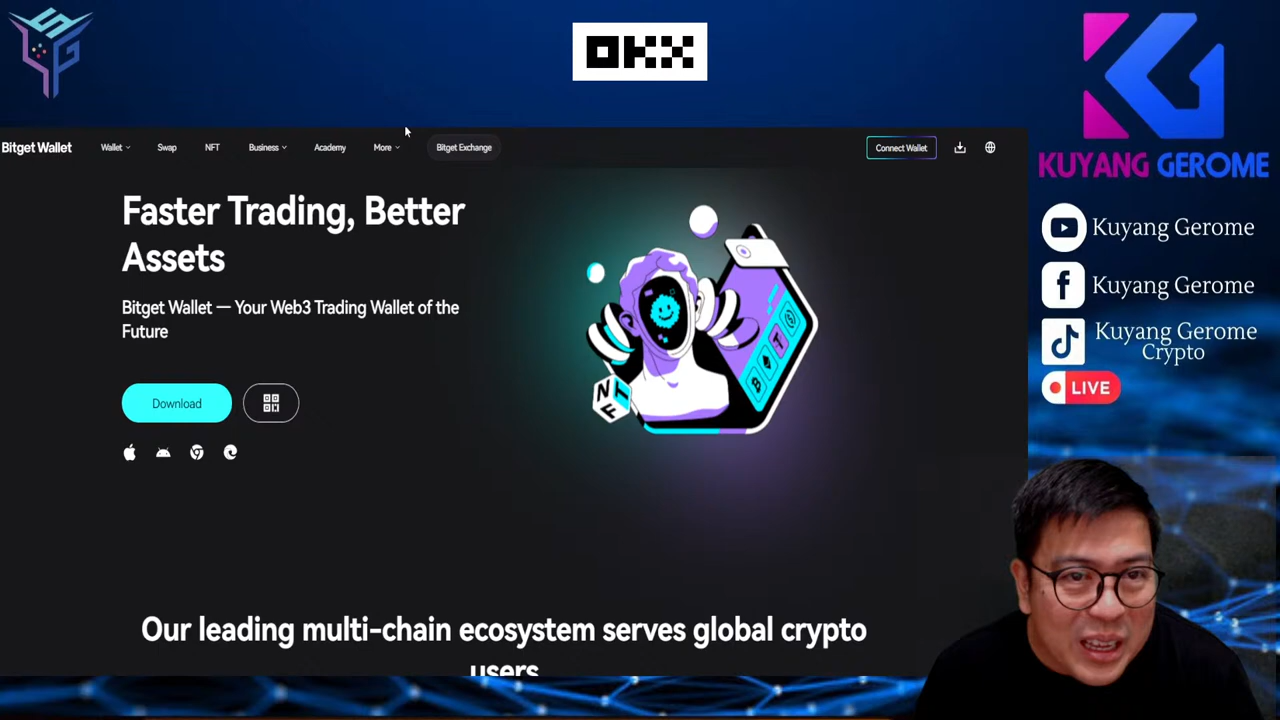 OKX
KUYANG GEROME
Kuyang Gerome
Kuyang Gerome
Kuyang Gerome
Crypto
LIVE
Bitget Wallet
Wallet
Swap
NFT
Business
Academy
More
Bitget Exchange
Connect Wallet
Faster Trading, Better
Assets
Bitget Wallet — Your Web3 Trading Wallet of the
Future
Download
NFT
Our leading multi-chain ecosystem serves global crypto
users